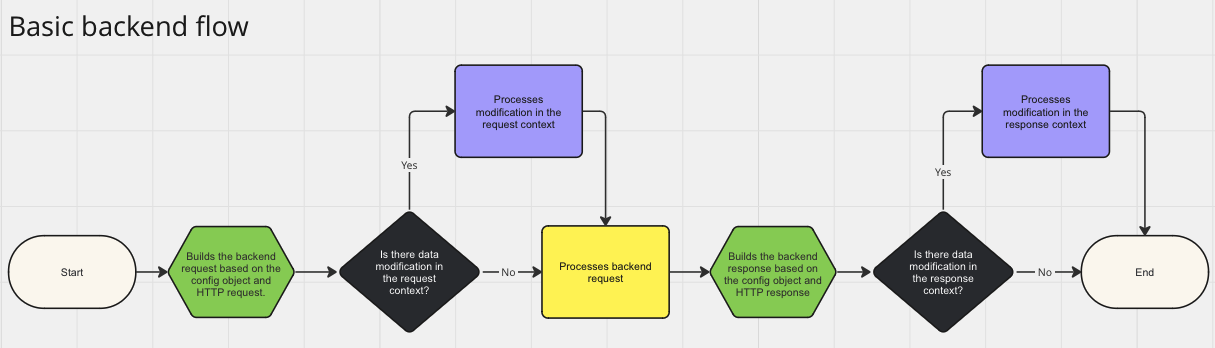 Basic backend flow
Processes
modification in the
request context
Processes
modification in the
response context
Yes
Yes
Start
Builds the backend
request based on the
config object and
HTTP request.
Is there data
modification in
the request
context?
No
Processes backend
request
Builds the backend
response based on
the config object and
HTTP response
Is there data
modification in
the response
context?
No
End